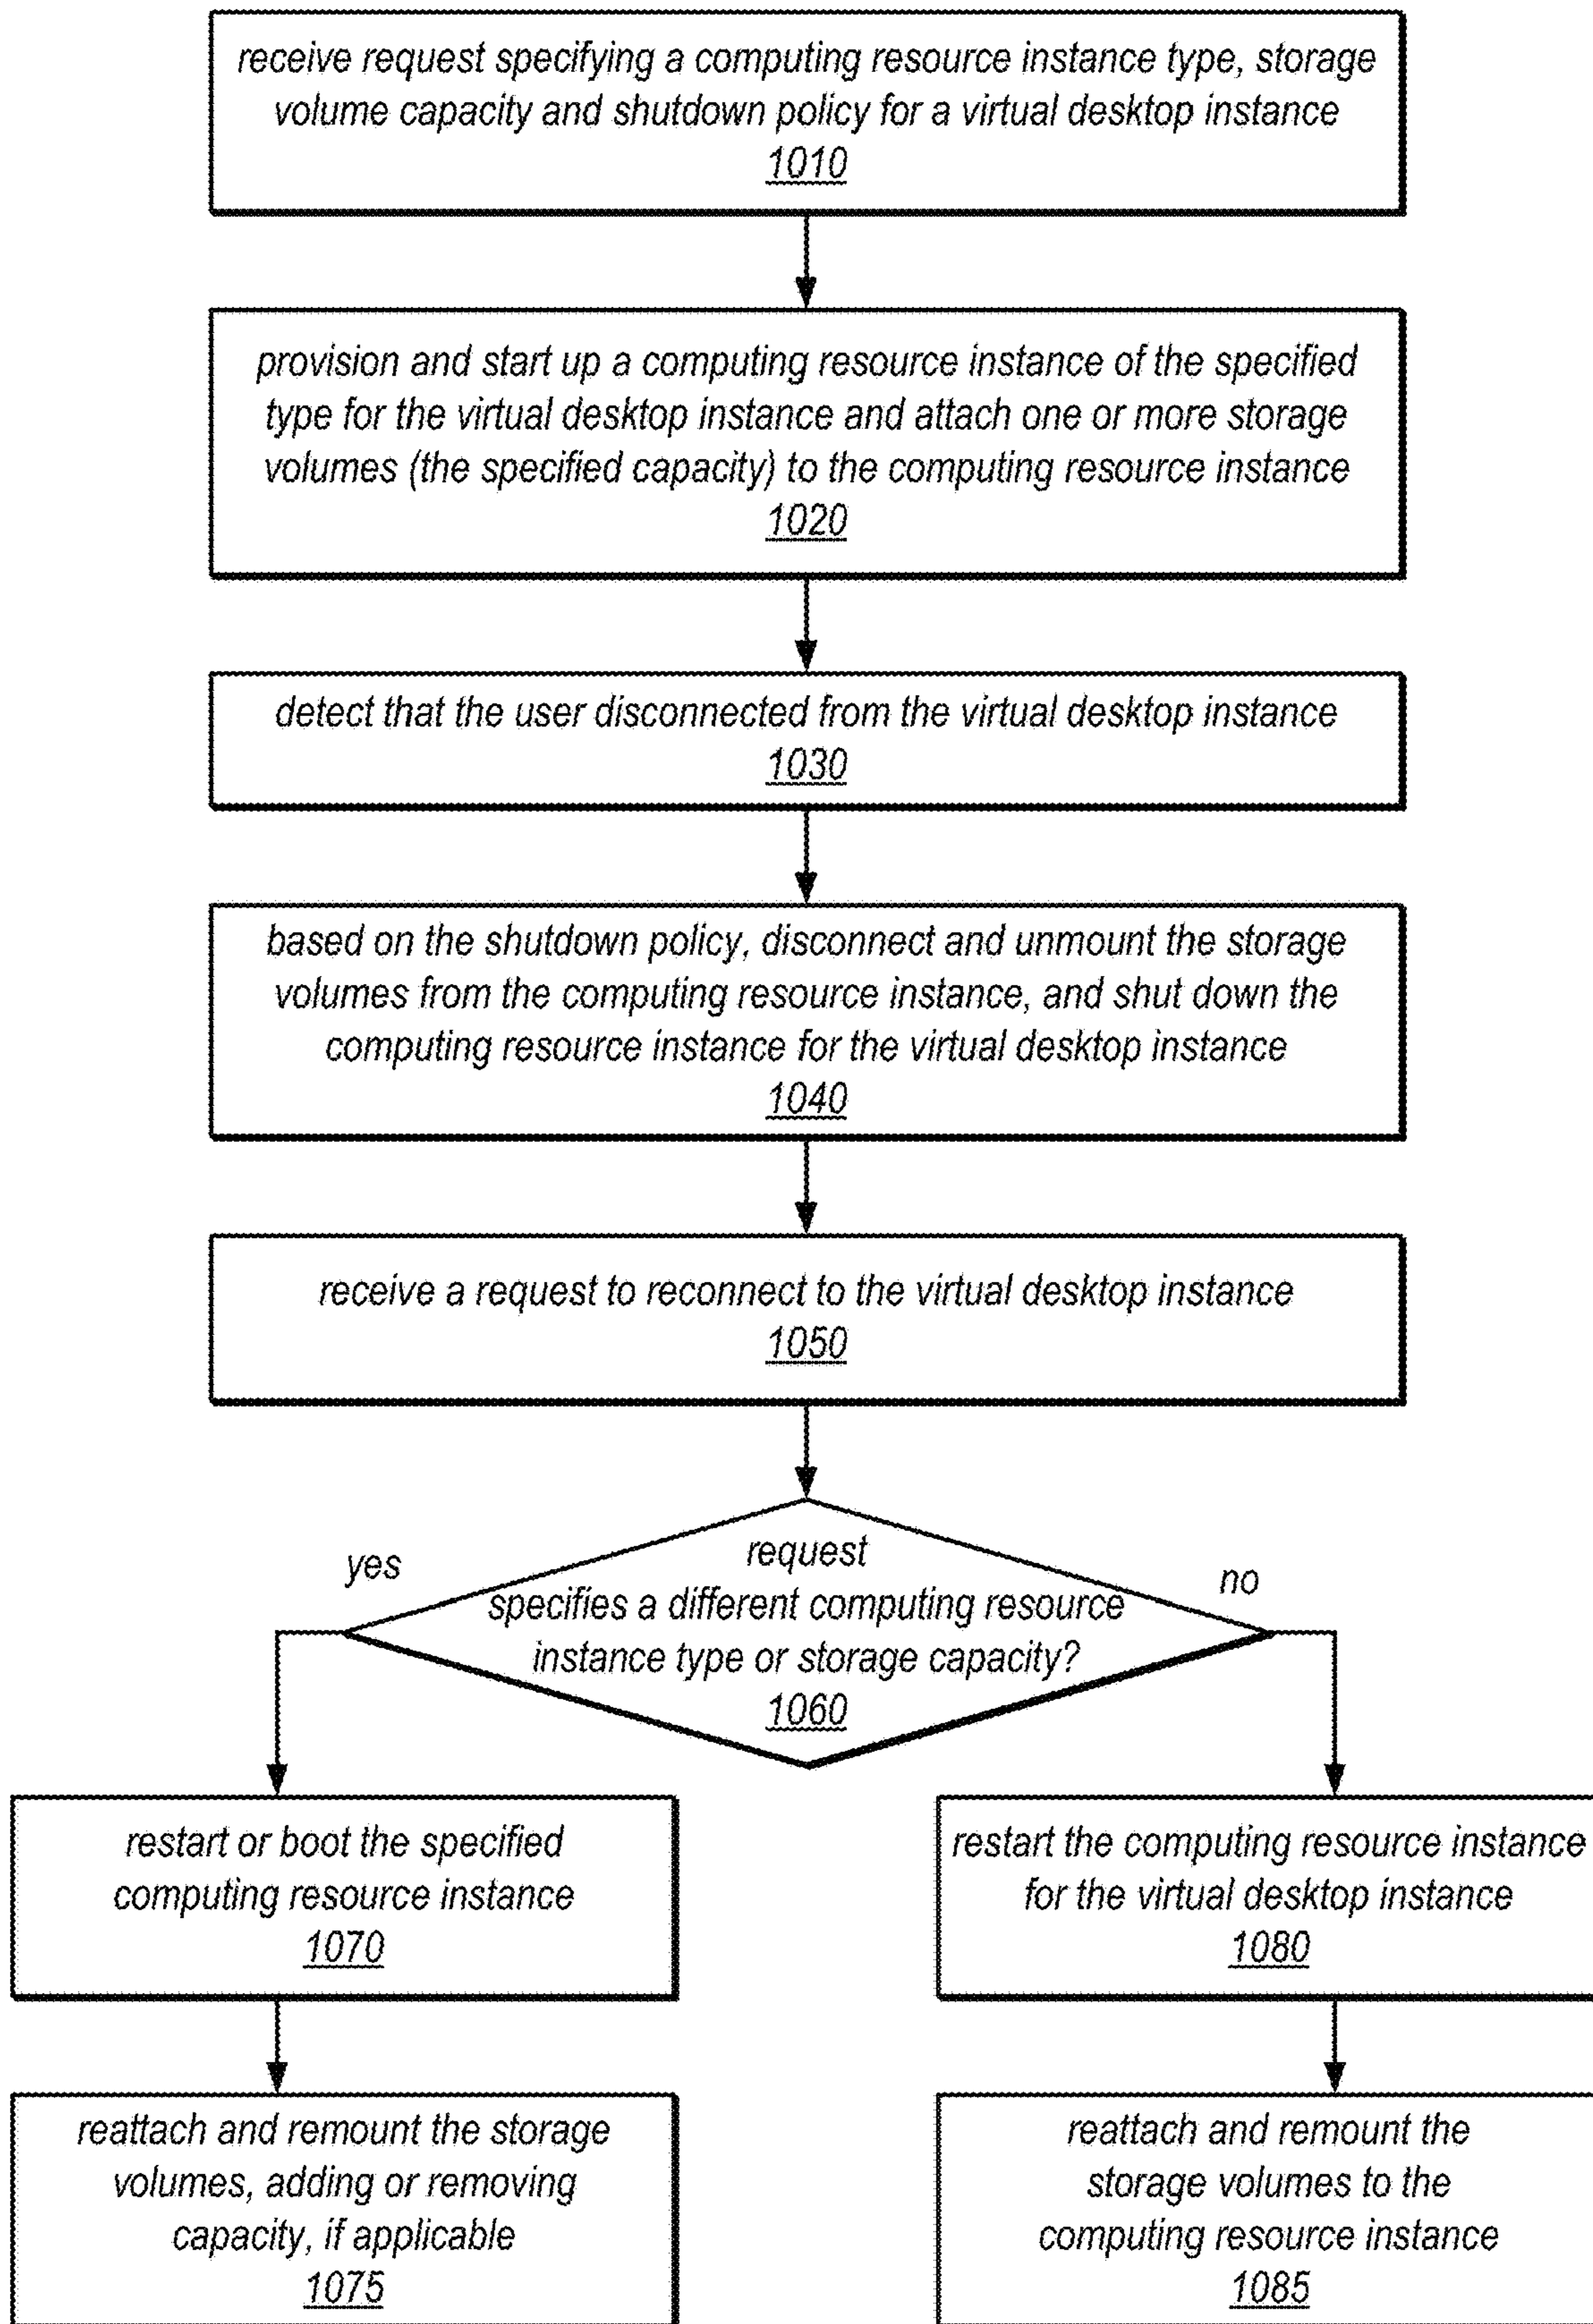 receive request specifying a computing resource instance type, storage
volume capacity and shutdown policy for a virtual desktop instance
1010
provision and start up a computing resource instance of the specified
type for the virtual desktop instance and attach one or more storage
volumes (the specified capacity) to the computing resource instance
1020
detect that the user disconnected from the virtual desktop instance
1030
based on the shutdown policy, disconnect and unmount the storage
volumes from the computing resource instance, and shut down the
computing resource instance for the virtual desktop instance
1040
receive a request to reconnect to the virtual desktop instance
1050
yes
no
request
specifies a different computing resource
instance type or storage capacity?
1060
restart or boot the specified
computing resource instance
1070
restart the computing resource instance
for the virtual desktop instance
1080
reattach and remount the storage
volumes, adding or removing
capacity, if applicable
1075
reattach and remount the
storage volumes to the
computing resource instance
1085